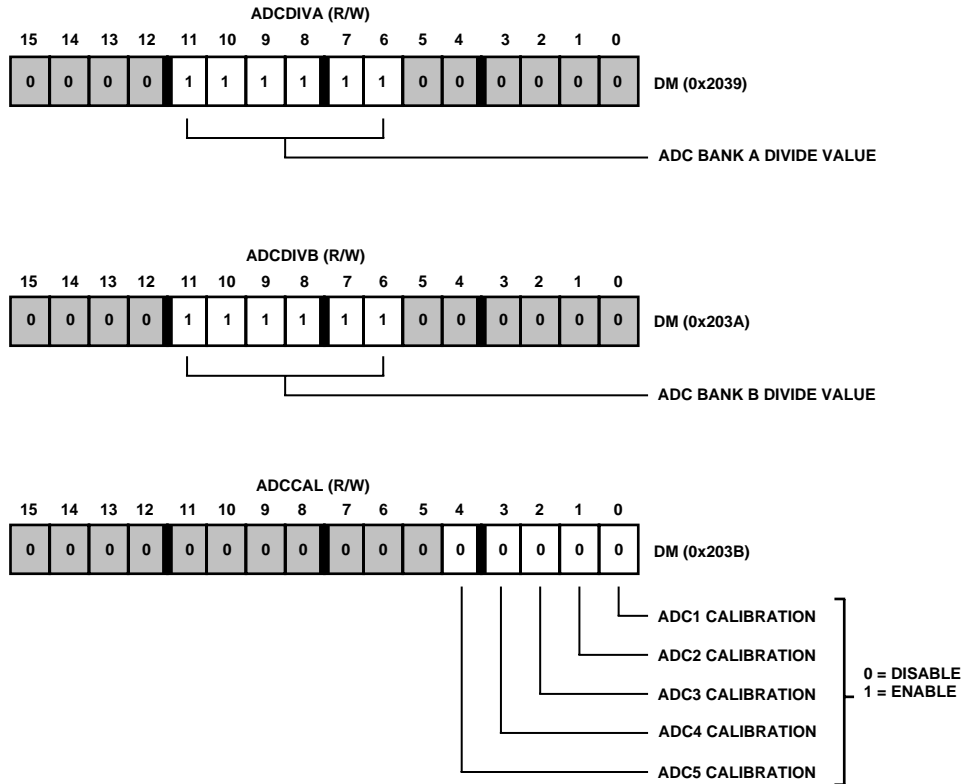 ADCDIVA (R/W)
15 14 13 12 11 10 9 8 7 6 5 4 3 2 1 0
0 0 0 0 1 1 1 1 1 1 0 0 0 0 0 0 DM (0x2039)
ADC BANK A DIVIDE VALUE
ADCDIVB (R/W)
15 14 13 12 11 10 9 8 7 6 5 4 3 2 1 0
0 0 0 0 1 1 1 1 1 1 0 0 0 0 0 0 DM (0x203A)
ADC BANK B DIVIDE VALUE
ADCCAL (R/W)
15 14 13 12 11 10 9 8 7 6 5 4 3 2 1 0
0 0 0 0 0 0 0 0 0 0 0 0 0 0 0 0 DM (0x203B)
ADC1 CALIBRATION
ADC2 CALIBRATION
ADC3 CALIBRATION
ADC4 CALIBRATION
ADC5 CALIBRATION
0 = DISABLE
1 = ENABLE